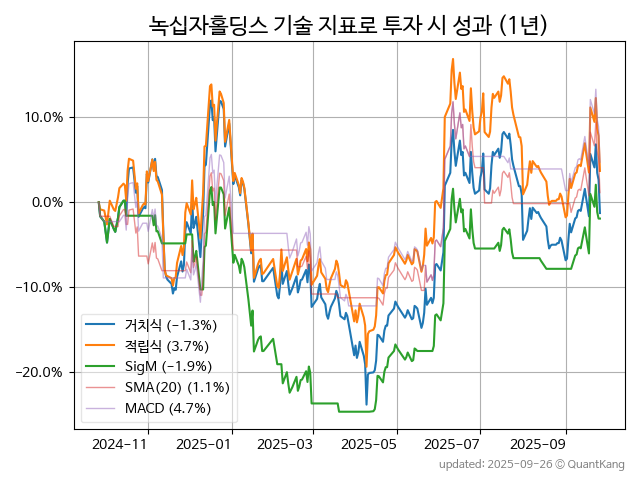 녹십자홀딩스 기술 지표로 투자 시 성과 (1년)
10.0%
0.0%
−10.0%
−20.0%
거치식 (−1.3%)
적립식 (3.7%)
SigM (−1.9%)
SMA(20) (1.1%)
MACD (4.7%)
2024-11
2025-01
2025-03
2025-05
2025-07
2025-09
updated: 2025-09-26 © QuantKang